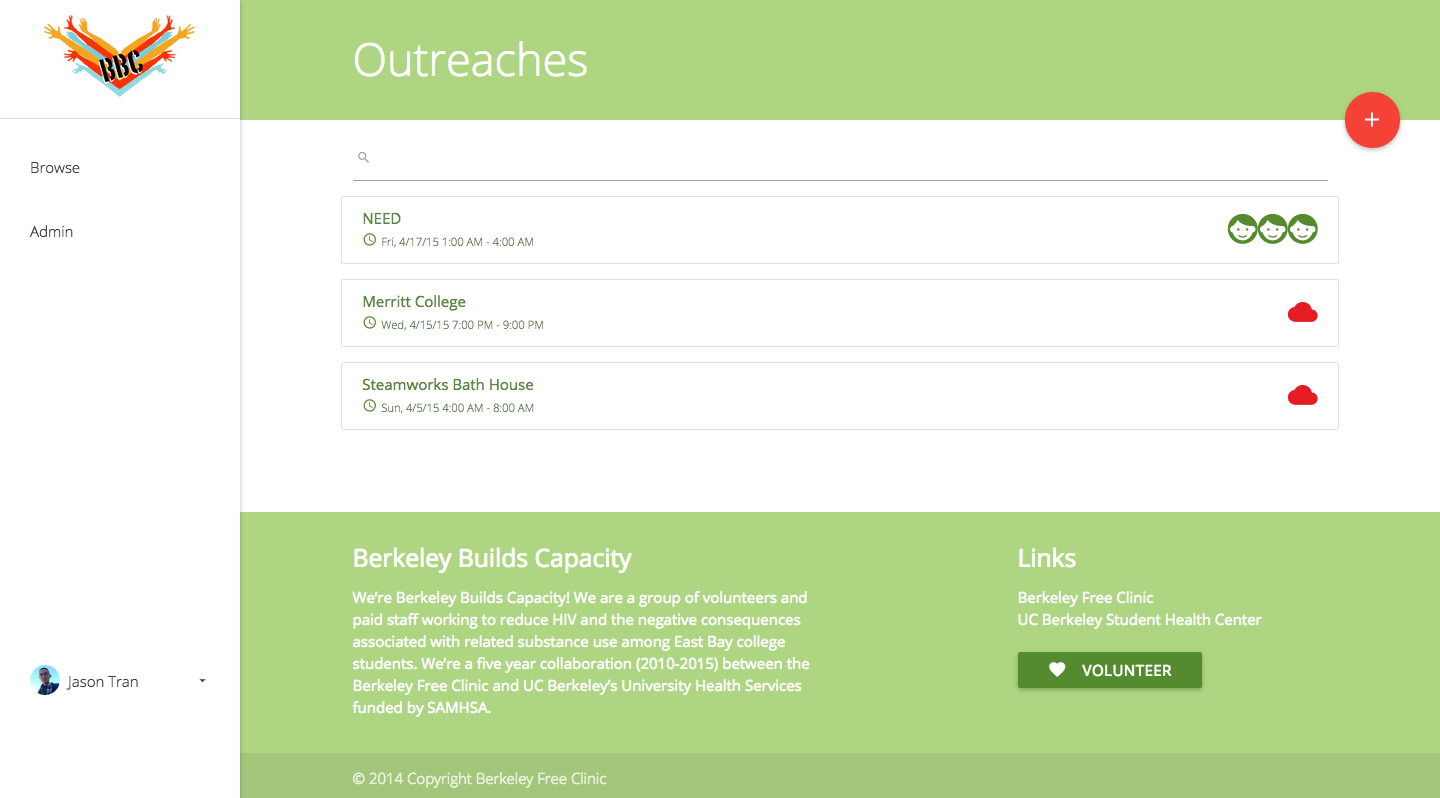 BBC
Browse
Admin
Jason Tran
Outreaches
NEED
Fri, 4/17/15 1:00 AM - 4:00 AM
Merritt College
Wed, 4/15/15 7:00 PM - 9:00 PM
Steamworks Bath House
Sun, 4/5/15 4:00 AM - 8:00 AM
Berkeley Builds Capacity
We’re Berkeley Builds Capacity! We are a group of volunteers and
paid staff working to reduce HIV and the negative consequences
associated with related substance use among East Bay college
students. We’re a five year collaboration (2010-2015) between the
Berkeley Free Clinic and UC Berkeley’s University Health Services
funded by SAMHSA.
Links
Berkeley Free Clinic
UC Berkeley Student Health Center
VOLUNTEER
© 2014 Copyright Berkeley Free Clinic